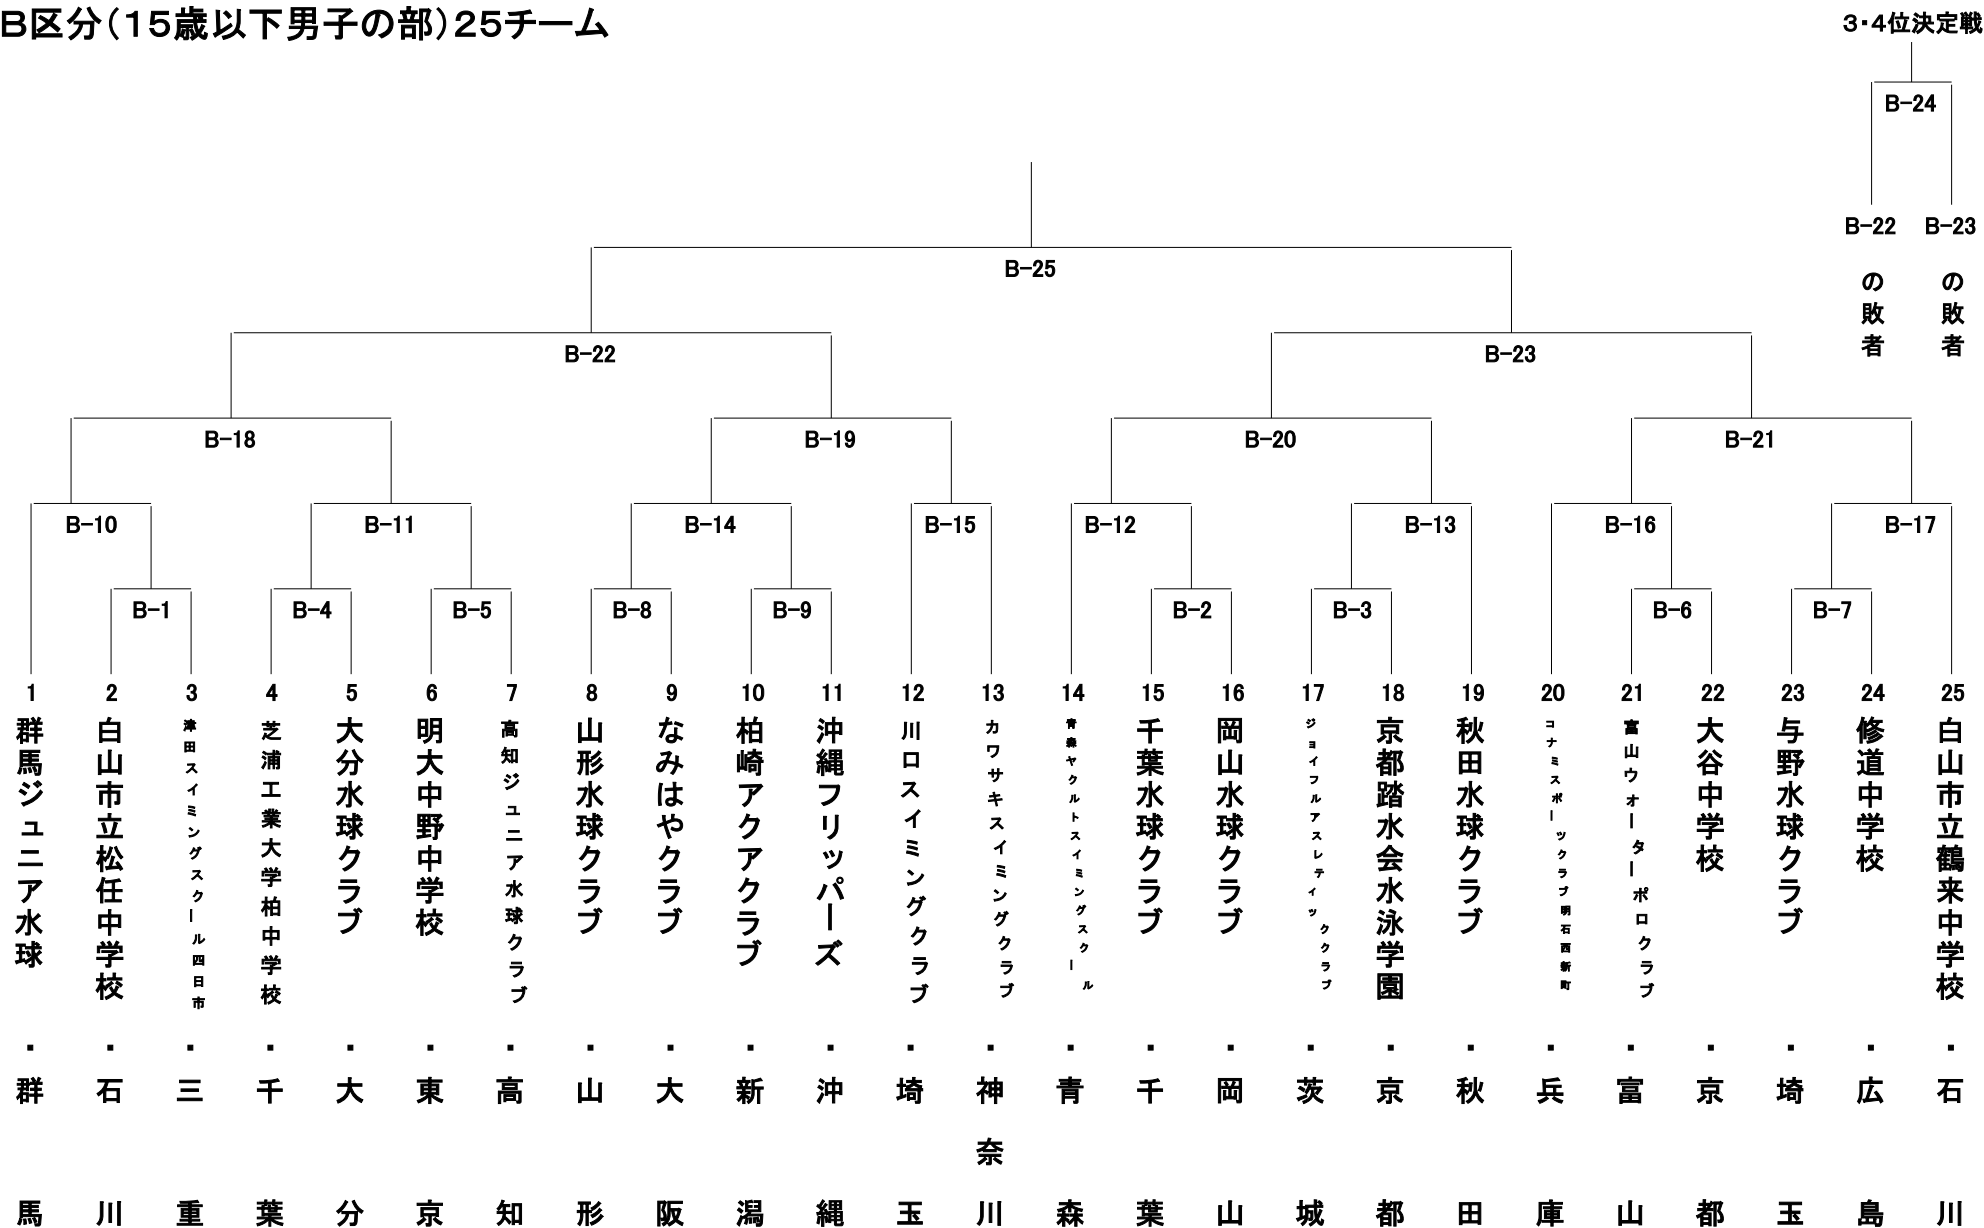 B区分（15歳以下男子の部）25チーム
3・4位決定戦
B-24
B-22の敗者
B-23の敗者
B-25
B-22
B-23
B-18
B-19
B-20
B-21
B-10
B-11
B-14
B-15
B-12
B-13
B-16
B-17
B-1
B-4
B-5
B-8
B-9
B-2
B-3
B-6
B-7
1 群馬ジュニア水球・群馬
2 白山市立松任中学校・石川
3 津田スイミングスクール四日市・三重
4 芝浦工業大学柏中学校・千葉
5 大分水球クラブ・大分
6 明大中野中学校・東京
7 高知ジュニア水球クラブ・高知
8 山形水球クラブ・山形
9 なみはやクラブ・大阪
10 柏崎アクアクラブ・新潟
11 沖縄フリッパーズ・沖縄
12 川口スイミングクラブ・埼玉
13 カワサキスイミングクラブ・神奈川
14 青森ヤクルトスイミングスクール・青森
15 千葉水球クラブ・千葉
16 岡山水球クラブ・岡山
17 ジョイフルアスレティッククラブ・茨城
18 京都踏水会水泳学園・京都
19 秋田水球クラブ・秋田
20 コナミスポーツクラブ明石西新町・兵庫
21 富山ウォーターポロクラブ・富山
22 大谷中学校・京都
23 与野水球クラブ・埼玉
24 修道中学校・広島
25 白山市立鶴来中学校・石川